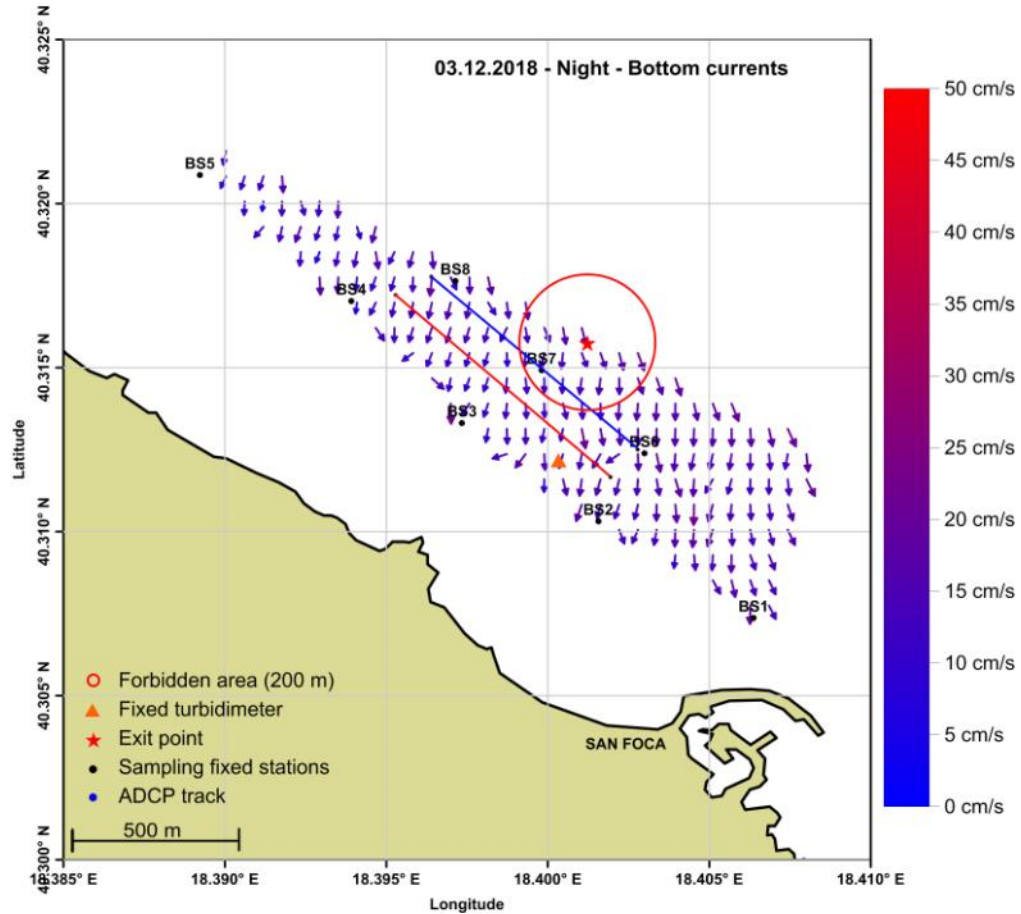 40.325° N
03.12.2018 - Night - Bottom currents
50 cm/s
45 cm/s
40 cm/s
35 cm/s
30 cm/s
25 cm/s
20 cm/s
15 cm/s
10 cm/s
5 cm/s
0 cm/s
BS5
40.320° N
BS8
BS4
BS7
40.315° N
BS3
BS6
Latitude
BS2
40.310° N
BS1
Forbidden area (200 m)
Fixed turbidimeter
Exit point
Sampling fixed stations
ADCP track
40.305° N
SAN FOCA
500 m
40.300° N
18.385° E
18.390° E
18.395° E
18.400° E
18.405° E
18.410° E
Longitude